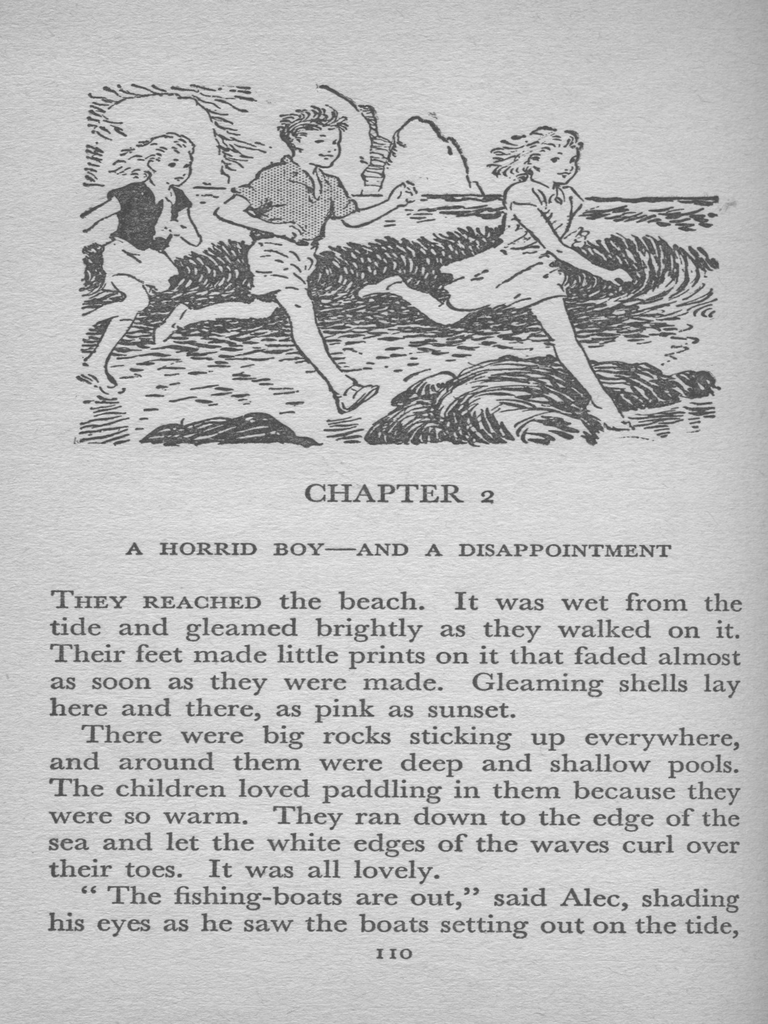 CHAPTER 2
A HORRID BOY—AND A DISAPPOINTMENT
THEY REACHED the beach. It was wet from the
tide and gleamed brightly as they walked on it.
Their feet made little prints on it that faded almost
as soon as they were made. Gleaming shells lay
here and there, as pink as sunset.
There were big rocks sticking up everywhere,
and around them were deep and shallow pools.
The children loved paddling in them because they
were so warm. They ran down to the edge of the
sea and let the white edges of the waves curl over
their toes. It was all lovely.
“ The fishing-boats are out,” said Alec, shading
his eyes as he saw the boats setting out on the tide,
110